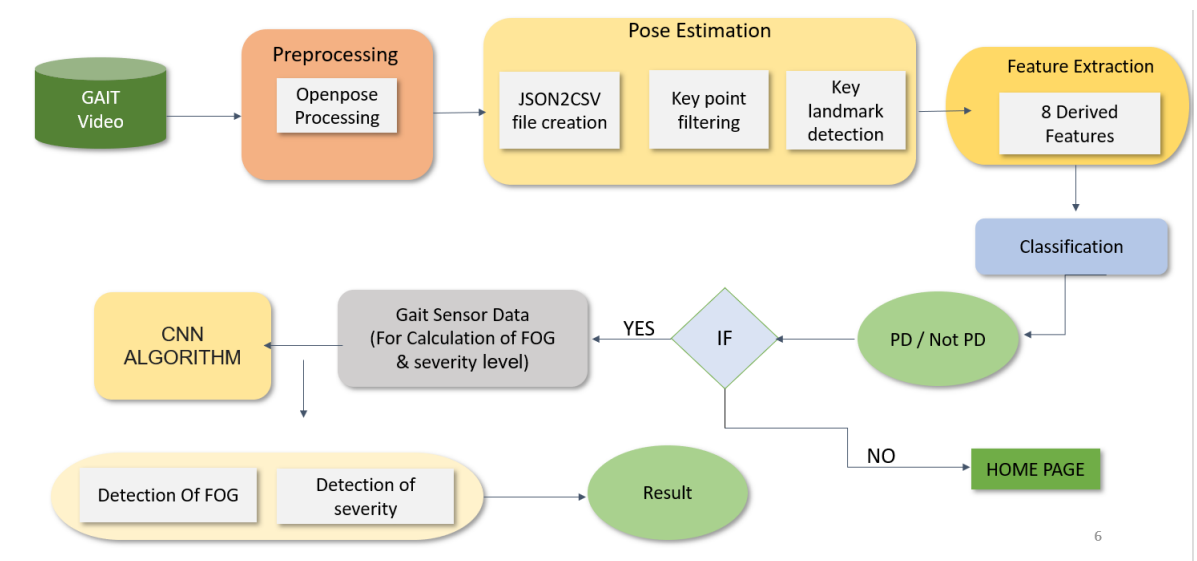 Pose Estimation
Preprocessing
Openpose
Processing
GAIT
Video
JSON2CSV
file creation
Key point
filtering
Key
landmark
detection
Feature Extraction
8 Derived
Features
Classification
PD / Not PD
IF
YES
NO
HOME PAGE
Gait Sensor Data
(For Calculation of FOG
& severity level)
CNN
ALGORITHM
Detection Of FOG
Detection of
severity
Result
6